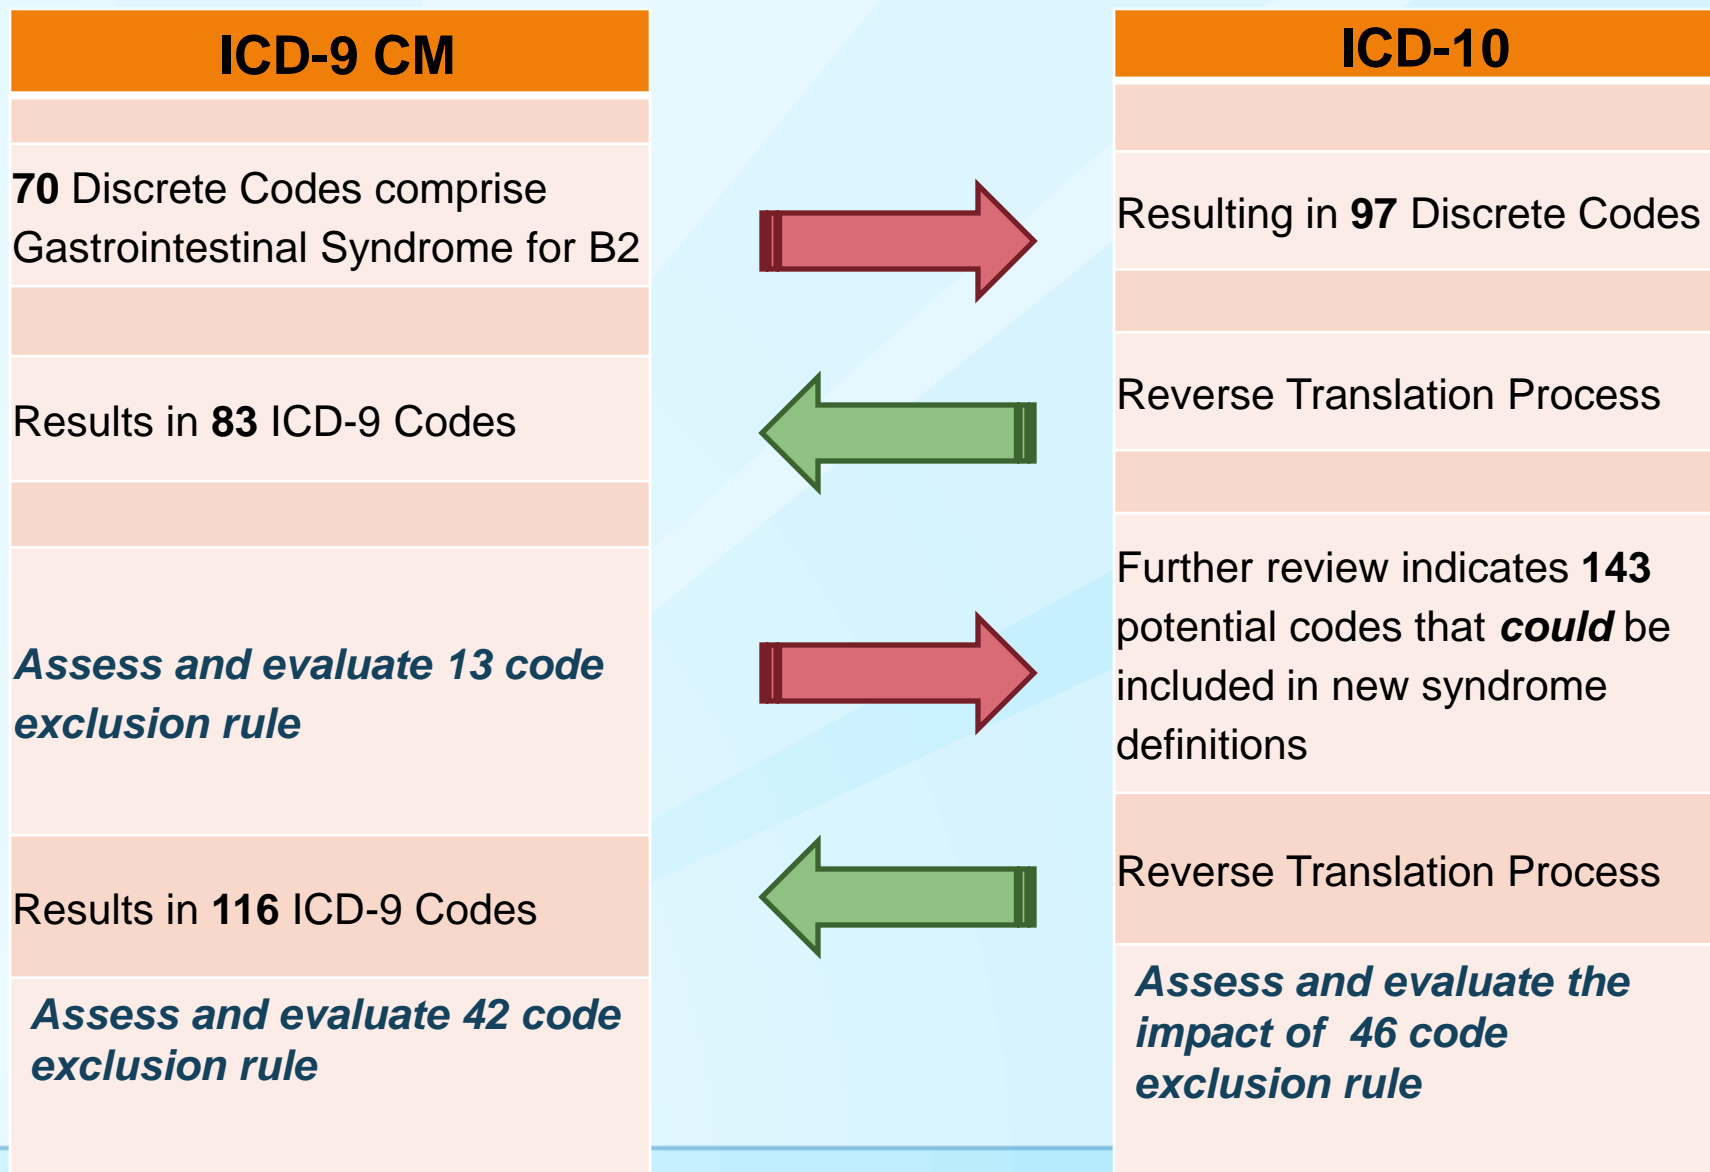 ICD-9 CM
ICD-10
70 Discrete Codes comprise
Gastrointestinal Syndrome for B2
Resulting in 97 Discrete Codes
Results in 83 ICD-9 Codes
Reverse Translation Process
Assess and evaluate 13 code
exclusion rule
Further review indicates 143
potential codes that could be
included in new syndrome
definitions
Results in 116 ICD-9 Codes
Reverse Translation Process
Assess and evaluate 42 code
exclusion rule
Assess and evaluate the
impact of  46 code
exclusion rule